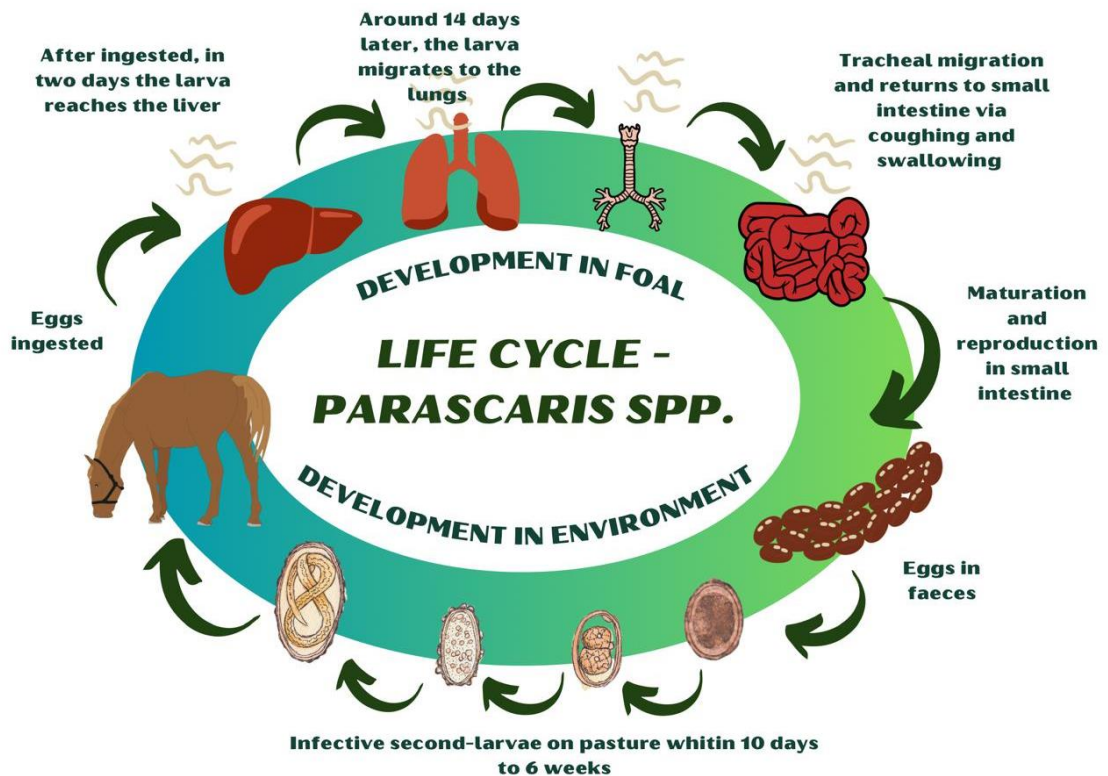 After ingested, in
two days the larva
reaches the liver
Around 14 days
later, the larva
migrates to the
lungs
Tracheal migration
and returns to small
intestine via
coughing and
swallowing
Eggs
ingested
DEVELOPMENT IN FOAL
LIFE CYCLE -
PARASCARIS SPP.
DEVELOPMENT IN ENVIRONMENT
Maturation
and
reproduction
in small
intestine
Eggs in
faeces
Infective second-larvae on pasture whitin 10 days
to 6 weeks